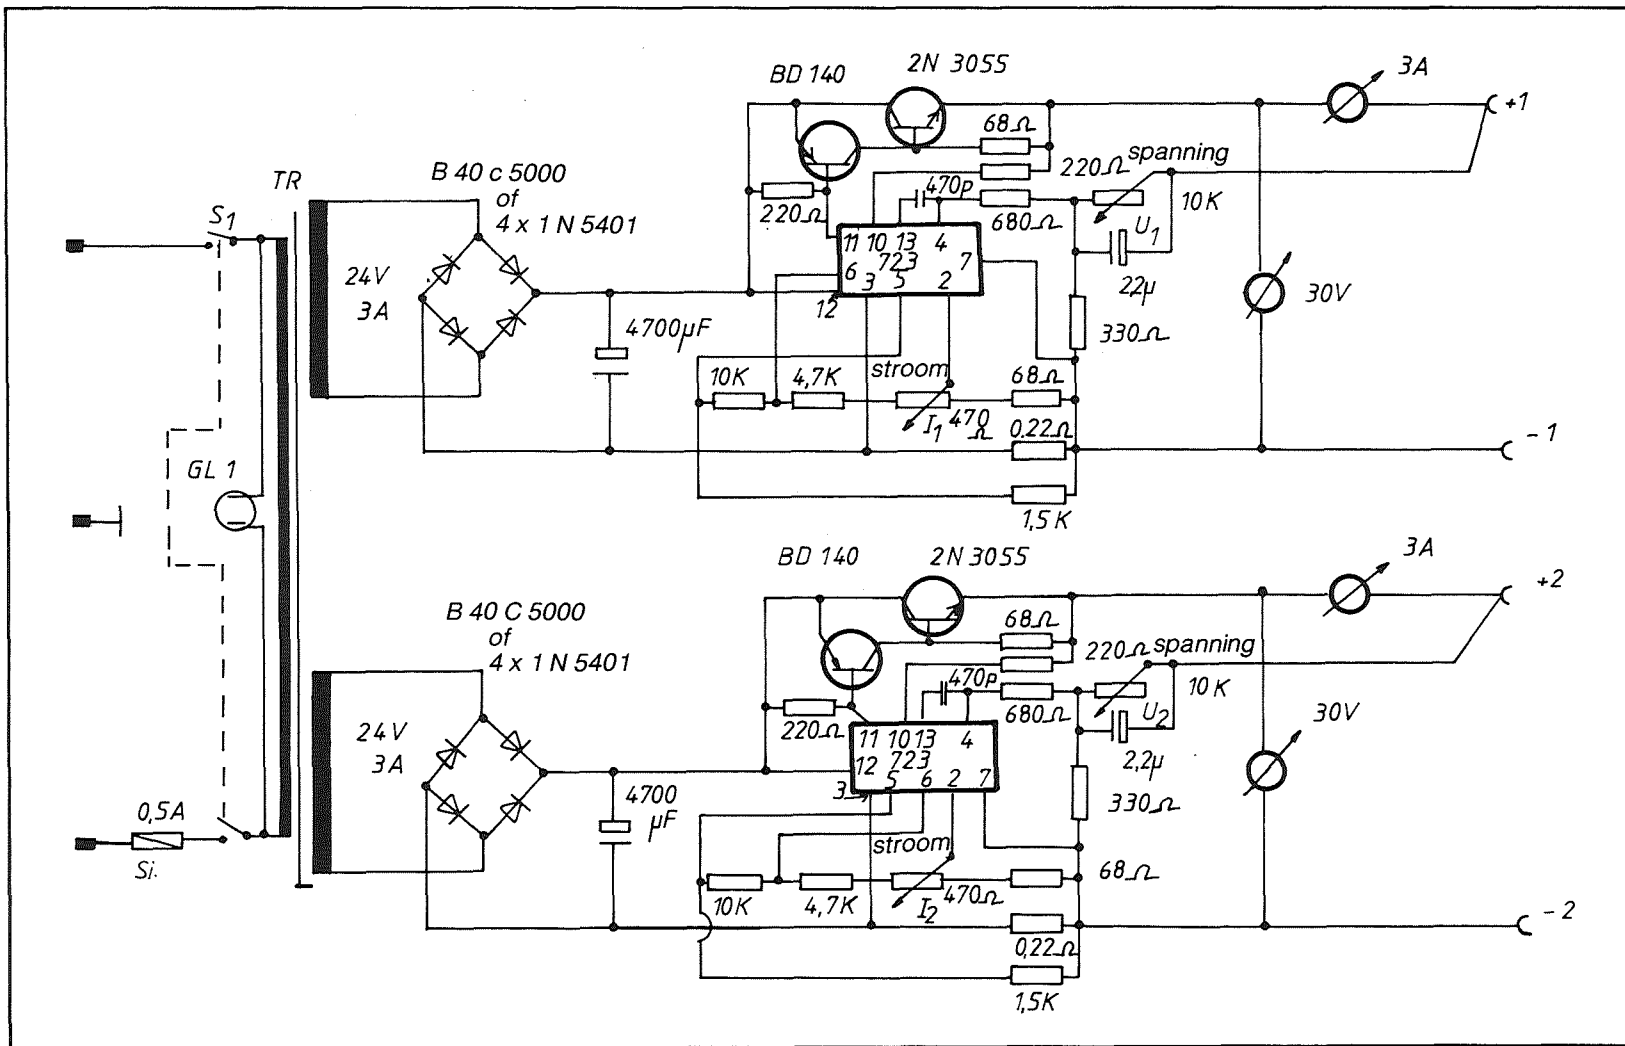 BD 140
2N 3055
3A
+1
68Ω
220Ω
spanning
10K
TR
B 40 c 5000
of
4 x 1 N 5401
S1
220Ω
470p
680Ω
U1
11 10 13 4
723
6 3 5 2 7
12
22µ
24V
3A
30V
4700µF
330Ω
stroom
10K
4,7K
68Ω
I1
470
Ω
0.22Ω
-1
GL 1
1,5K
BD 140
2N 3055
3A
+2
B 40 C 5000
of
4 x 1 N 5401
68Ω
220Ω
spanning
10K
470p
680Ω
U2
220Ω
11 10 13 4
723
12 5 6 2 7
3
2,2µ
24V
3A
30V
4700
µF
330Ω
0,5A
Si.
stroom
10K
4,7K
I2
470Ω
68Ω
-2
0,22Ω
1,5K